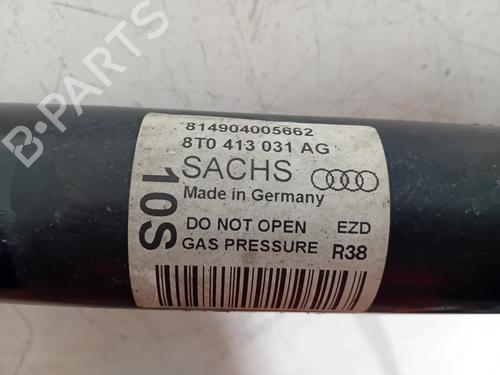 814904005662
8T0 413 031 AG
SACHS
Made in Germany
10S
DO NOT OPEN EZD
GAS PRESSURE R38
B-PARTS